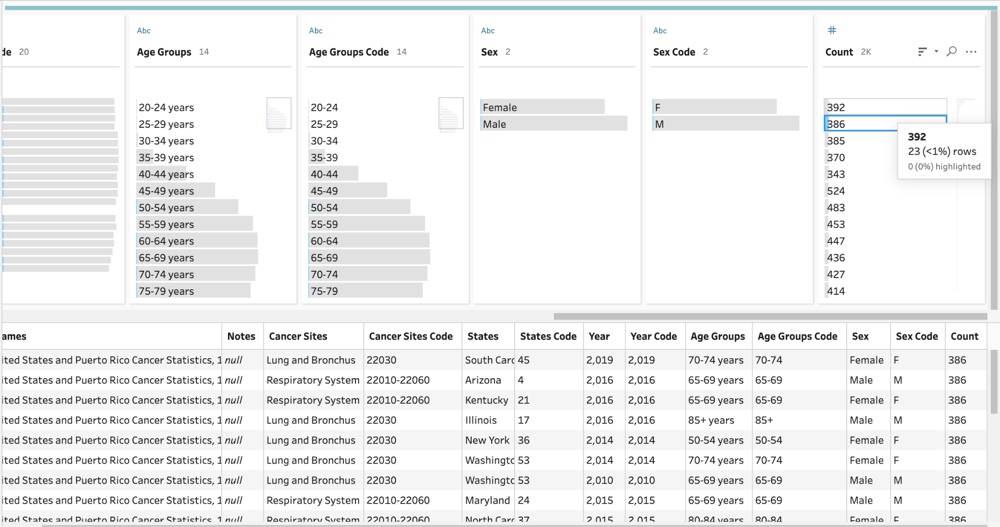 Abc Abc Abc Abc #
de 20 Age Groups 14 Age Groups Code 14 Sex 2 Sex Code 2 Count 2K
20-24 years 20-24 Female F 392
25-29 years 25-29 Male M 386
30-34 years 30-34 385
35-39 years 35-39 370
40-44 years 40-44 343
45-49 years 45-49 524
50-54 years 50-54 483
55-59 years 55-59 453
60-64 years 60-64 447
65-69 years 65-69 436
70-74 years 70-74 427
75-79 years 75-79 414
392
23 (<1%) rows
0 (0%) highlighted
ames Notes Cancer Sites Cancer Sites Code States States Code Year Year Code Age Groups Age Groups Code Sex Sex Code Count
ited States and Puerto Rico Cancer Statistics, 1 null Lung and Bronchus 22030 South Carc 45 2,019 2,019 70-74 years 70-74 Female F 386
ited States and Puerto Rico Cancer Statistics, 1 null Respiratory System 22010-22060 Arizona 4 2,016 2,016 65-69 years 65-69 Male M 386
ited States and Puerto Rico Cancer Statistics, 1 null Respiratory System 22010-22060 Kentucky 21 2,016 2,016 65-69 years 65-69 Female F 386
ited States and Puerto Rico Cancer Statistics, 1 null Lung and Bronchus 22030 Illinois 17 2,016 2,016 85+ years 85+ Male M 386
ited States and Puerto Rico Cancer Statistics, 1 null Lung and Bronchus 22030 New York 36 2,014 2,014 50-54 years 50-54 Female F 386
ited States and Puerto Rico Cancer Statistics, 1 null Lung and Bronchus 22030 Washingtc 53 2,014 2,014 70-74 years 70-74 Female F 386
ited States and Puerto Rico Cancer Statistics, 1 null Lung and Bronchus 22030 Washingtc 53 2,010 2,010 65-69 years 65-69 Male M 386
ited States and Puerto Rico Cancer Statistics, 1 null Respiratory System 22010-22060 Maryland 24 2,015 2,015 65-69 years 65-69 Male M 386
ited States and Puerto Rico Cancer Statistics, 1 null Respiratory System 22010-22060 North Carc 37 2,015 2,015 80-84 years 80-84 Female F 386